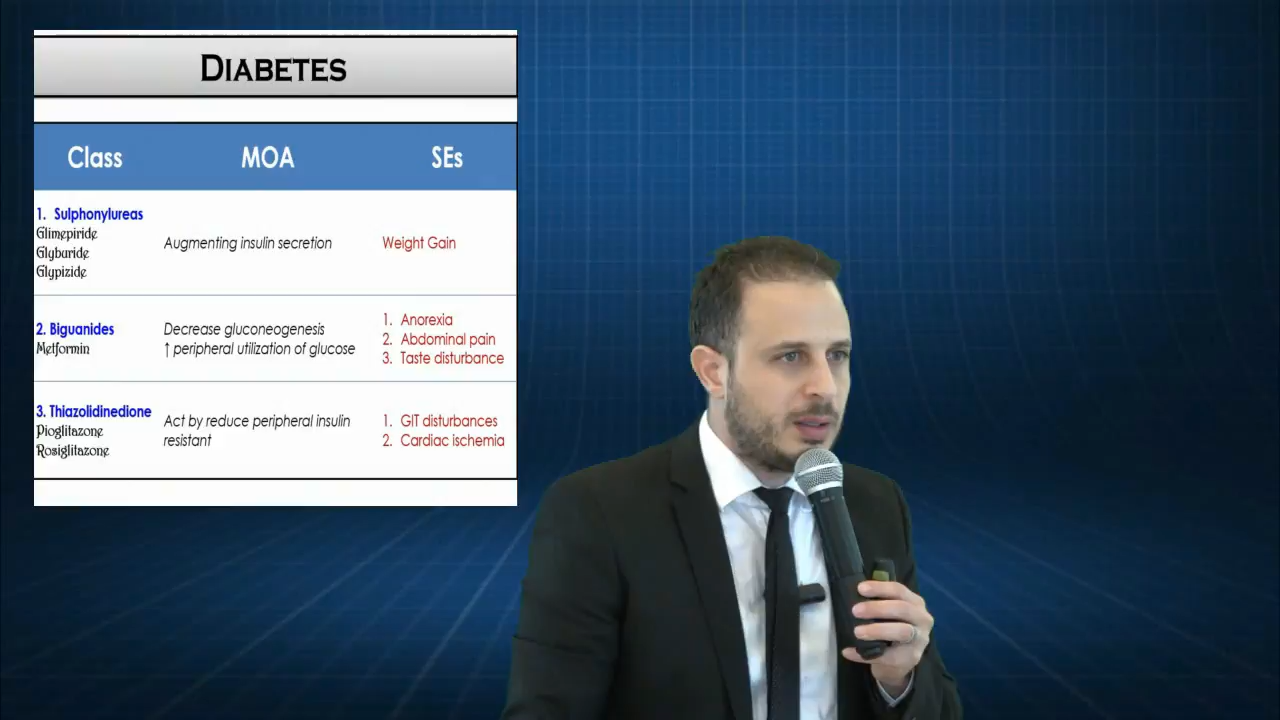 DIABETES
Class MOA SEs
1. Sulphonylureas
Glimepiride
Glyburide
Glypizide
Augmenting insulin secretion
Weight Gain
2. Biguanides
Metformin
Decrease gluconeogenesis
↑ peripheral utilization of glucose
1. Anorexia
2. Abdominal pain
3. Taste disturbance
3. Thiazolidinedione
Pioglitazone
Rosiglitazone
Act by reduce peripheral insulin
resistant
1. GIT disturbances
2. Cardiac ischemia